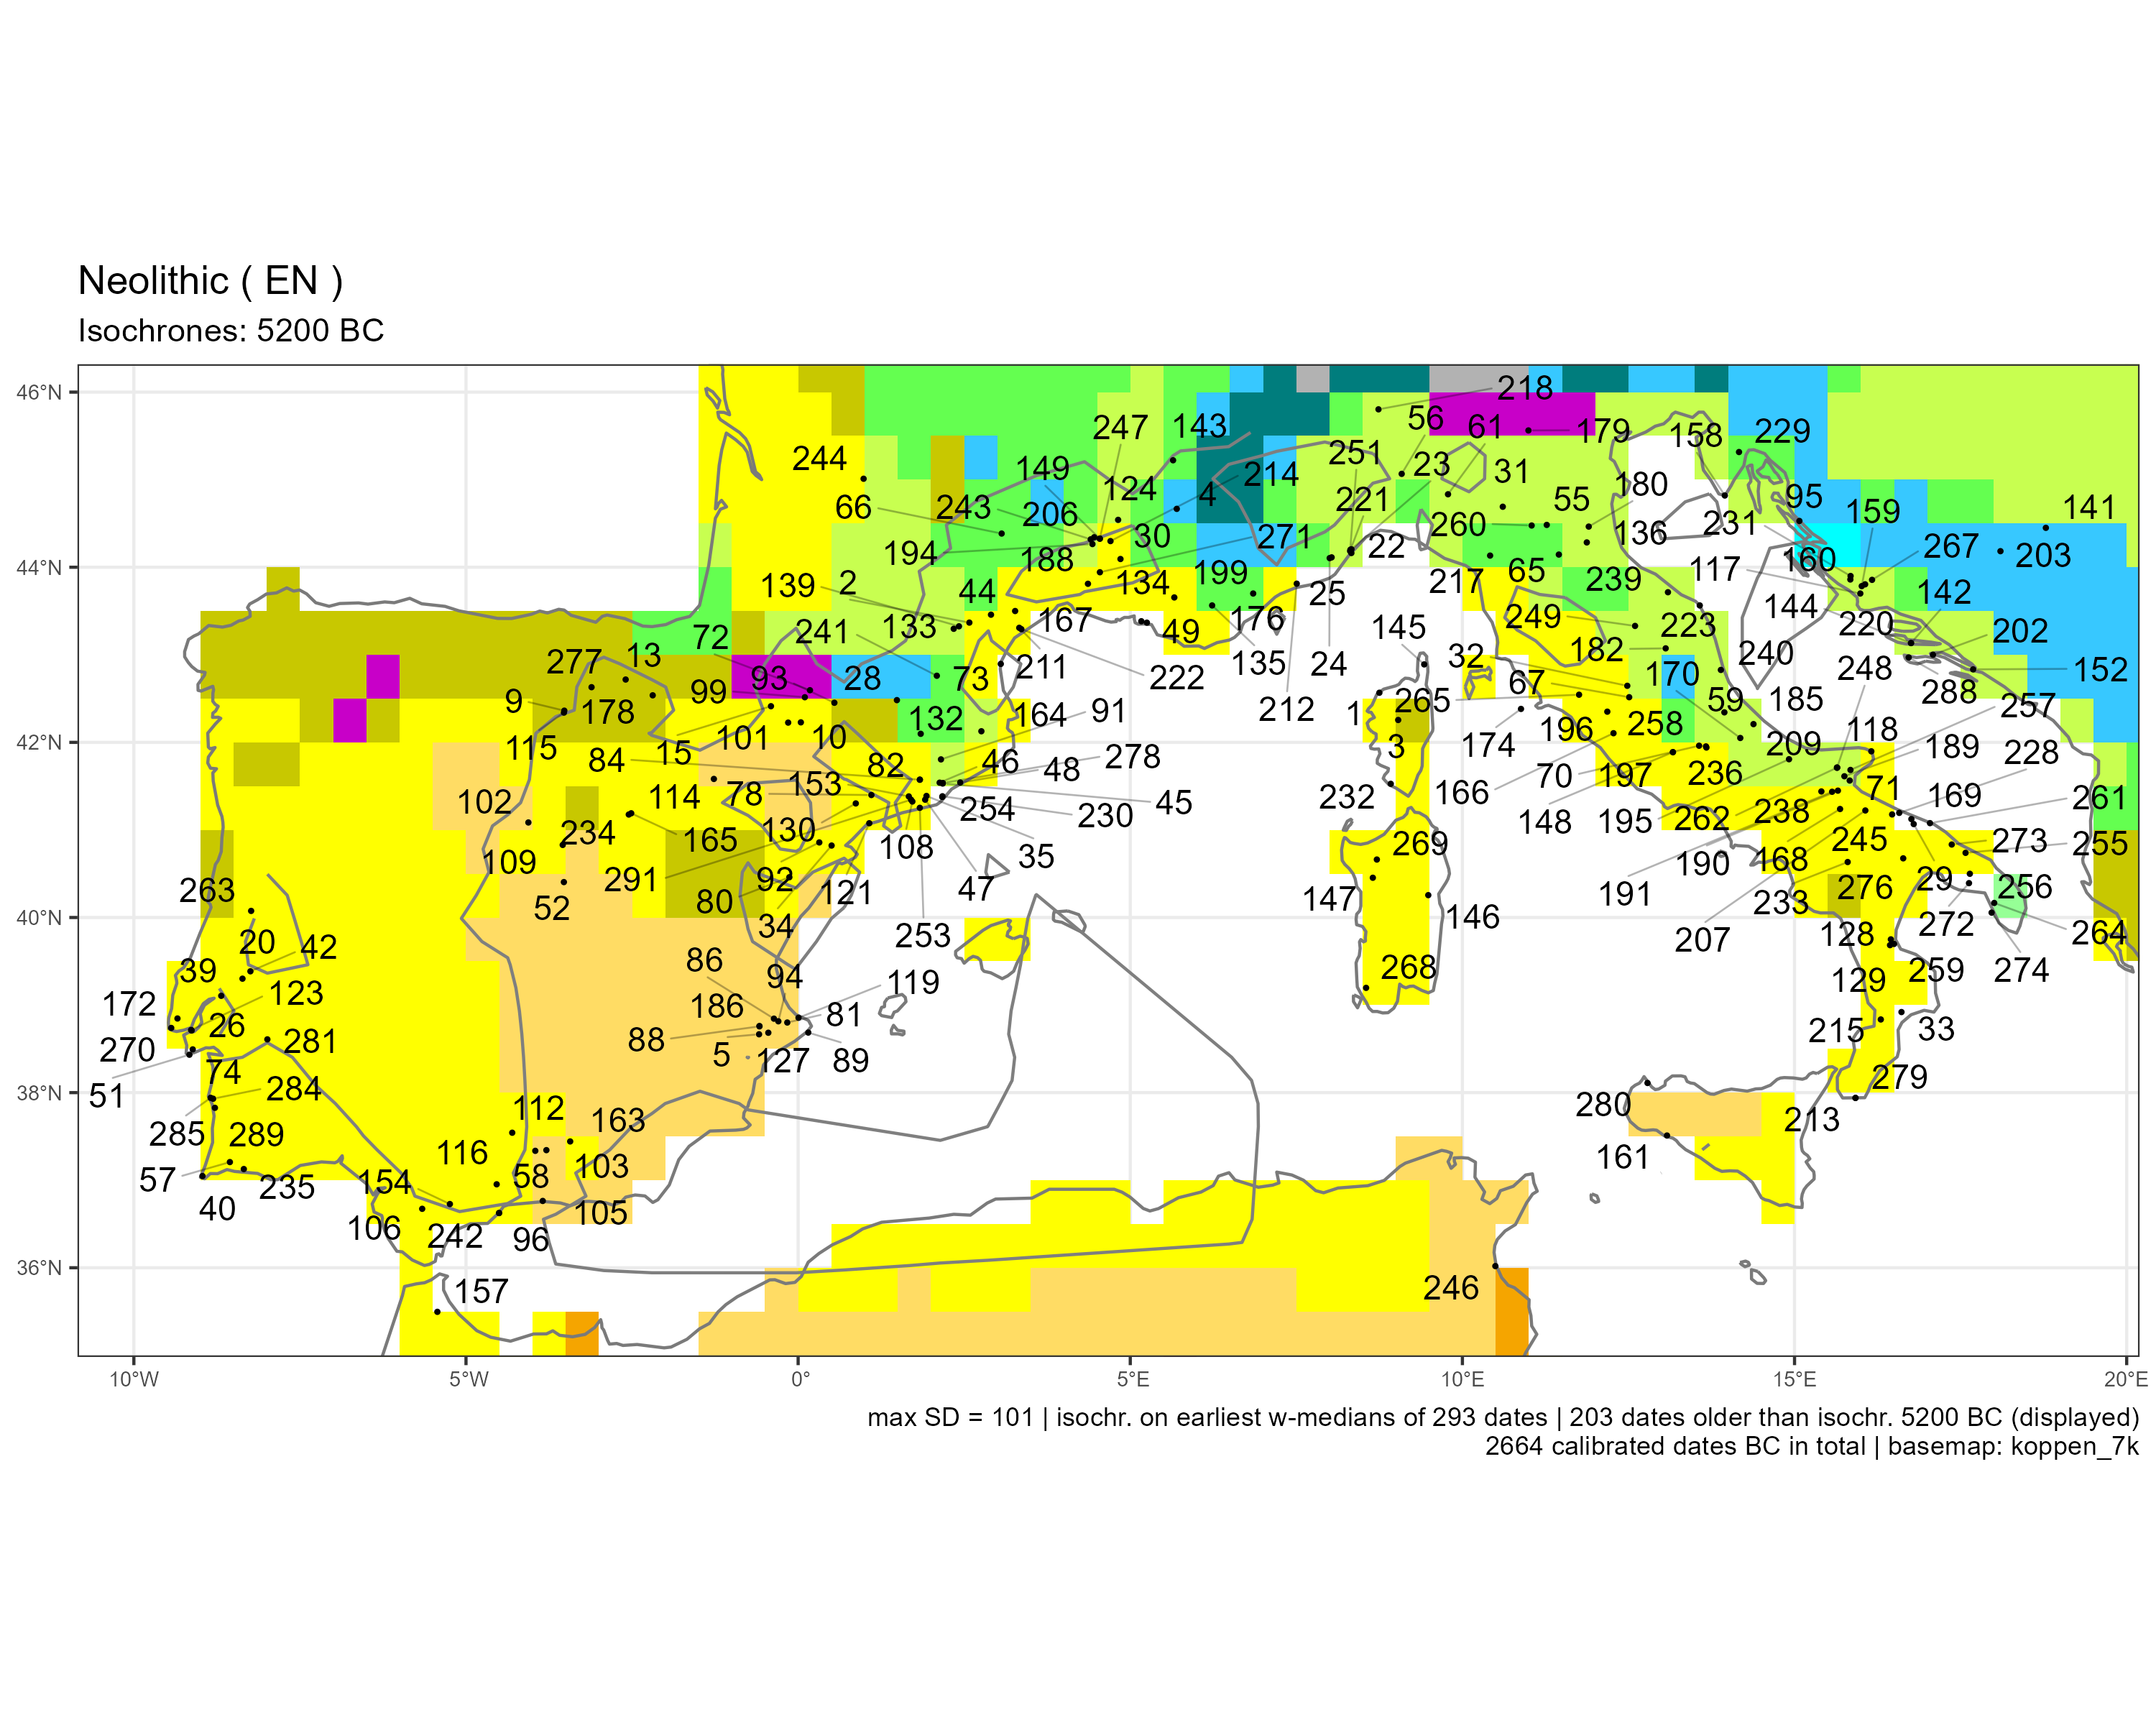 Neolithic ( EN )
Isochrones: 5200 BC
46°N
44°N
42°N
40°N
38°N
36°N
10°W
5°W
0°
5°E
10°E
15°E
20°E
218
247 143 56 61 179 158 229
244 149 251 23 31
66 243 206 124 4 214 221 55 180 95 141
194 188 30 271 22 260 136 231 159
139 2 44 134 199 217 65 239 117 160 267 203
72 241 133 167 49 176 25 145 249 223 144 142
277 13 93 28 73 211 222 135 24 32 182 240 220 202
9 178 99 132 164 91 212 1 265 67 170 59 185 248 288 152
115 84 15 101 10 82 46 48 278 3 174 196 258 209 118 257 189 228
102 114 78 153 254 230 45 232 166 70 197 236 71 169 261
109 234 165 130 108 35 148 195 262 238 245 273 255
263 52 291 80 92 121 47 269 191 190 168 276 29 256
20 42 34 253 147 146 207 233 128 272 264
39 86 94 119 268 129 259 274
172 123 186 81
270 26 281 88 5 127 89 215 33
51 74 284 112 163 280 279
285 289 116 58 103 161 213
57 40 235 154 106 242 96 105
157 246
max SD = 101 | isochr. on earliest w-medians of 293 dates | 203 dates older than isochr. 5200 BC (displayed)
2664 calibrated dates BC in total | basemap: koppen_7k